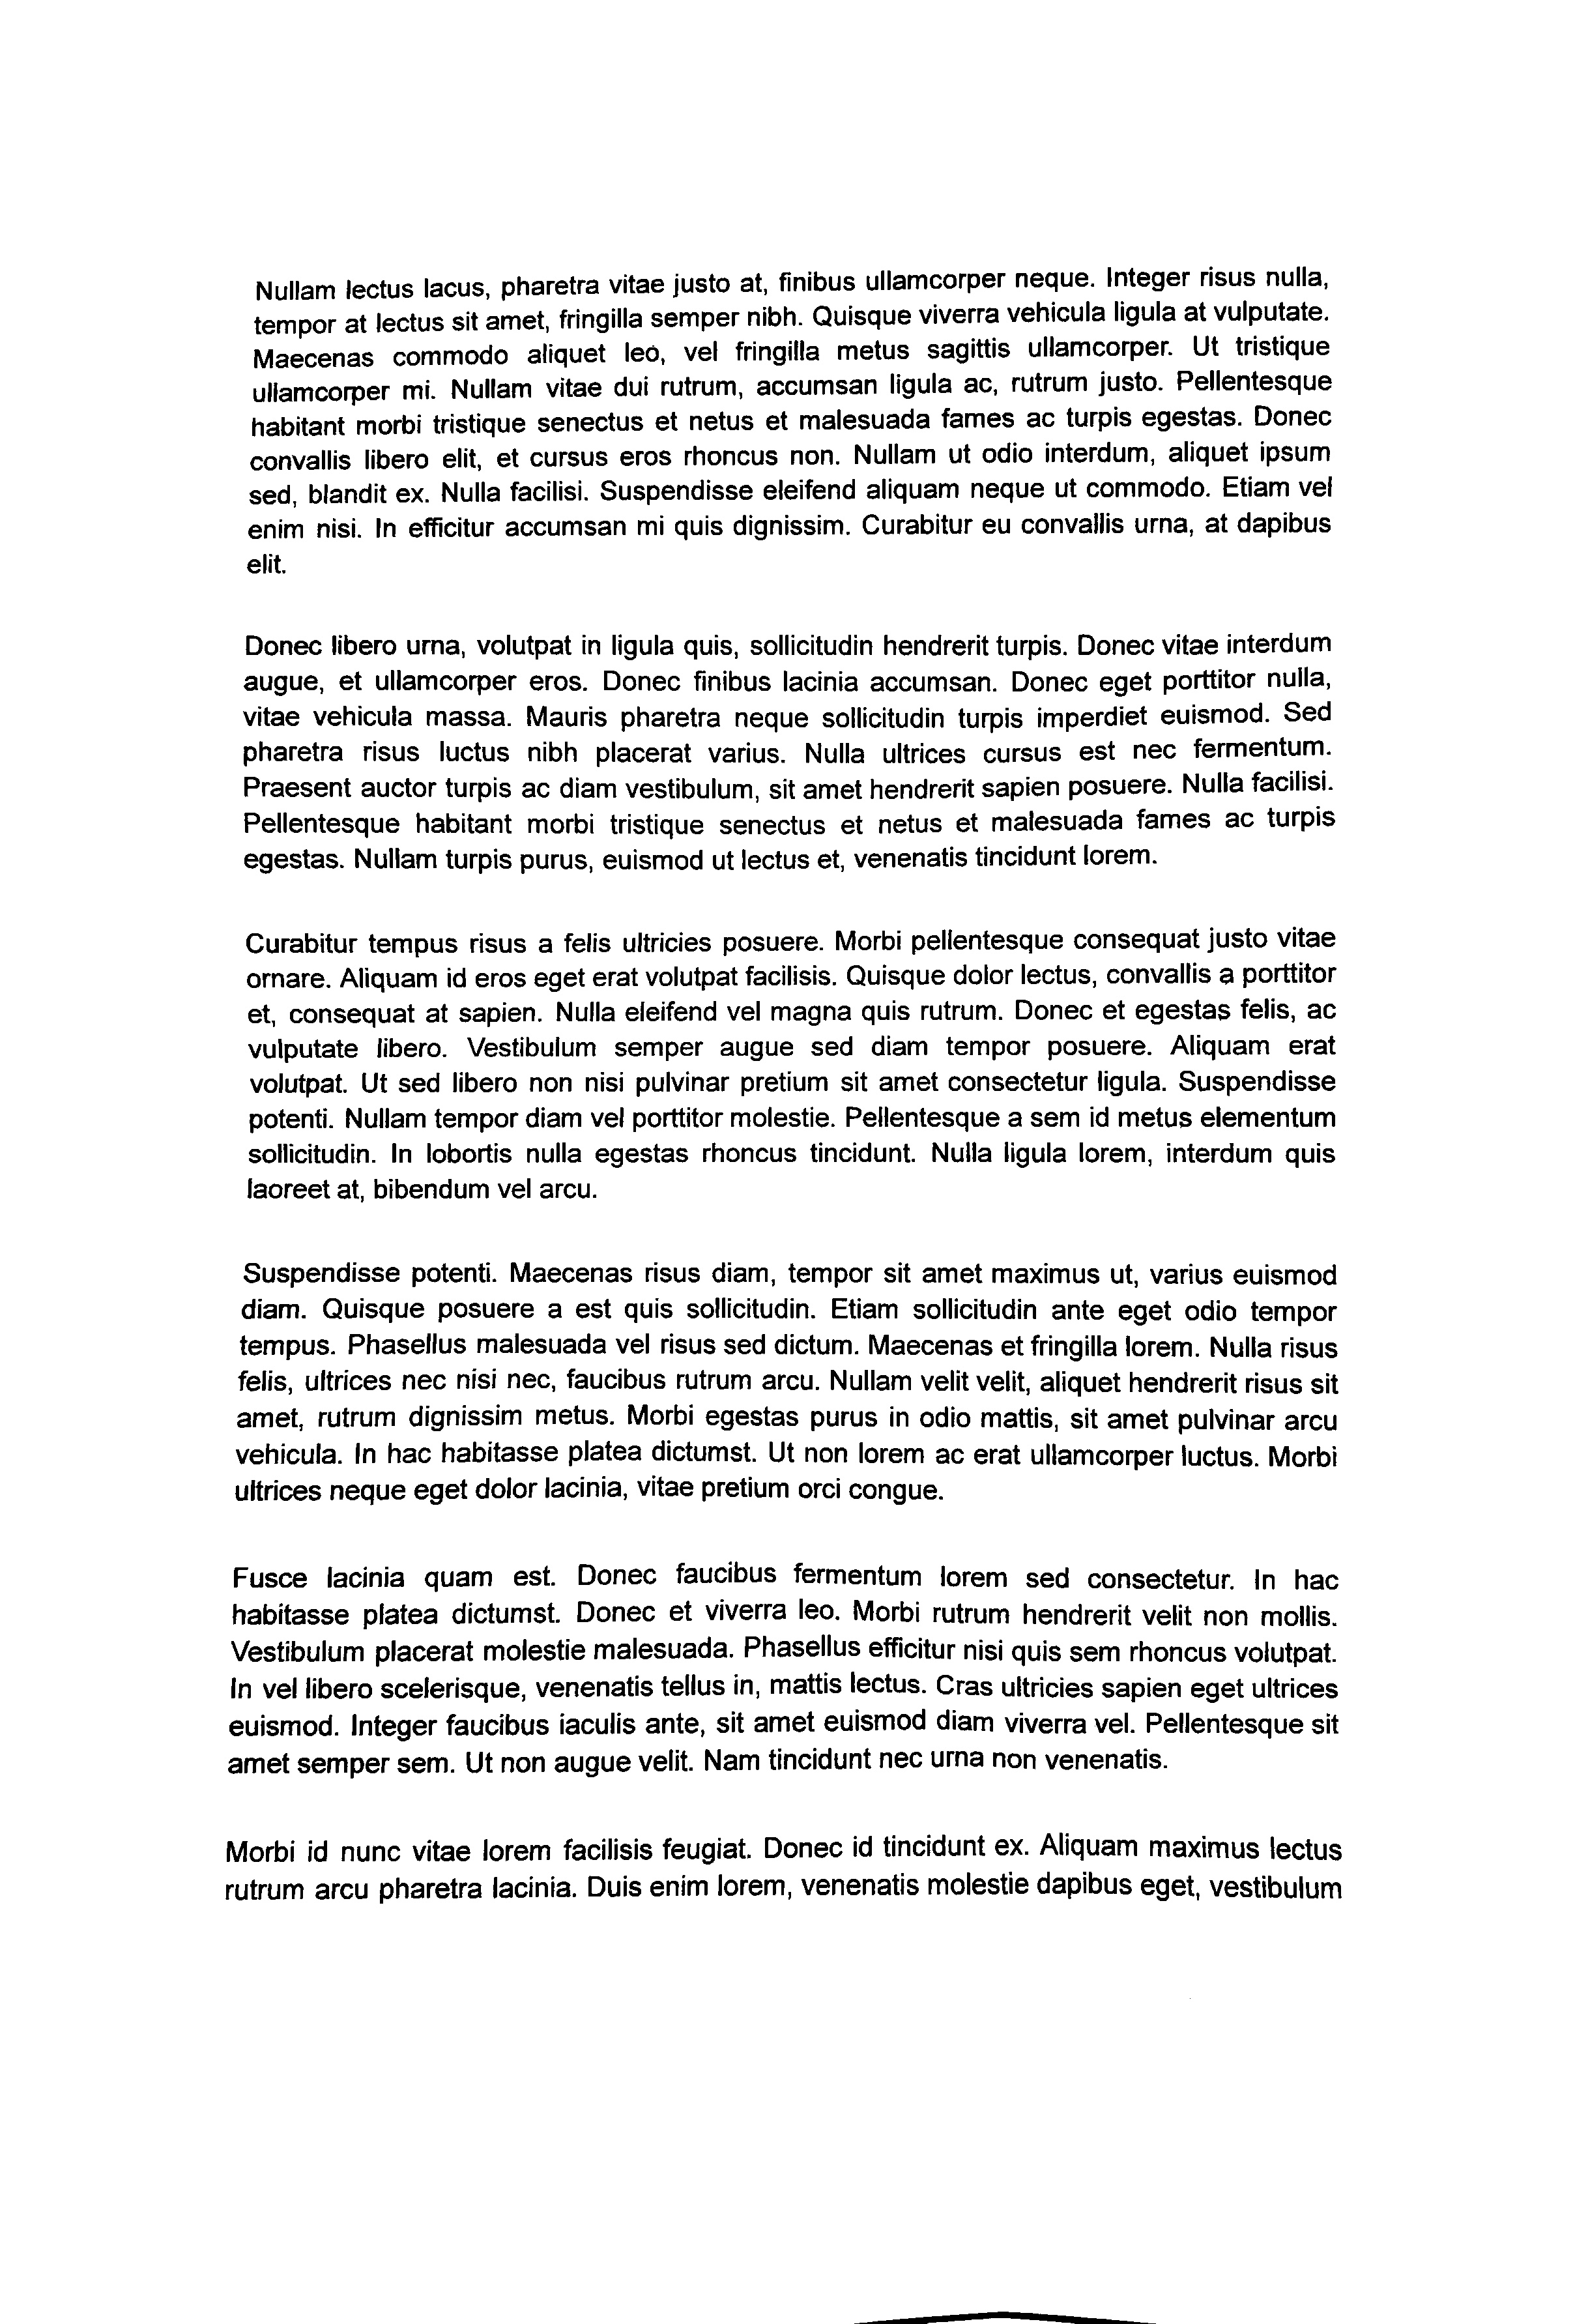 Nullam lectus lacus, pharetra vitae justo at, finibus ullamcorper neque. Integer risus nulla,
tempor at lectus sit amet, fringilla semper nibh. Quisque viverra vehicula ligula at vulputate.
Maecenas commodo aliquet leo, vel fringilla metus sagittis ullamcorper. Ut tristique
ullamcorper mi. Nullam vitae dui rutrum, accumsan ligula ac, rutrum justo. Pellentesque
habitant morbi tristique senectus et netus et malesuada fames ac turpis egestas. Donec
convallis libero elit, et cursus eros rhoncus non. Nullam ut odio interdum, aliquet ipsum
sed, blandit ex. Nulla facilisi. Suspendisse eleifend aliquam neque ut commodo. Etiam vel
enim nisi. In efficitur accumsan mi quis dignissim. Curabitur eu convallis urna, at dapibus
elit.
Donec libero urna, volutpat in ligula quis, sollicitudin hendrerit turpis. Donec vitae interdum
augue, et ullamcorper eros. Donec finibus lacinia accumsan. Donec eget porttitor nulla,
vitae vehicula massa. Mauris pharetra neque sollicitudin turpis imperdiet euismod. Sed
pharetra risus luctus nibh placerat varius. Nulla ultrices cursus est nec fermentum.
Praesent auctor turpis ac diam vestibulum, sit amet hendrerit sapien posuere. Nulla facilisi.
Pellentesque habitant morbi tristique senectus et netus et malesuada fames ac turpis
egestas. Nullam turpis purus, euismod ut lectus et, venenatis tincidunt lorem.
Curabitur tempus risus a felis ultricies posuere. Morbi pellentesque consequat justo vitae
ornare. Aliquam id eros eget erat volutpat facilisis. Quisque dolor lectus, convallis a porttitor
et, consequat at sapien. Nulla eleifend vel magna quis rutrum. Donec et egestas felis, ac
vulputate libero. Vestibulum semper augue sed diam tempor posuere. Aliquam erat
volutpat. Ut sed libero non nisi pulvinar pretium sit amet consectetur ligula. Suspendisse
potenti. Nullam tempor diam vel porttitor molestie. Pellentesque a sem id metus elementum
sollicitudin. In lobortis nulla egestas rhoncus tincidunt. Nulla ligula lorem, interdum quis
laoreet at, bibendum vel arcu.
Suspendisse potenti. Maecenas risus diam, tempor sit amet maximus ut, varius euismod
diam. Quisque posuere a est quis sollicitudin. Etiam sollicitudin ante eget odio tempor
tempus. Phasellus malesuada vel risus sed dictum. Maecenas et fringilla lorem. Nulla risus
felis, ultrices nec nisi nec, faucibus rutrum arcu. Nullam velit velit, aliquet hendrerit risus sit
amet, rutrum dignissim metus. Morbi egestas purus in odio mattis, sit amet pulvinar arcu
vehicula. In hac habitasse platea dictumst. Ut non lorem ac erat ullamcorper luctus. Morbi
ultrices neque eget dolor lacinia, vitae pretium orci congue.
Fusce lacinia quam est. Donec faucibus fermentum lorem sed consectetur. In hac
habitasse platea dictumst. Donec et viverra leo. Morbi rutrum hendrerit velit non mollis.
Vestibulum placerat molestie malesuada. Phasellus efficitur nisi quis sem rhoncus volutpat.
In vel libero scelerisque, venenatis tellus in, mattis lectus. Cras ultricies sapien eget ultrices
euismod. Integer faucibus iaculis ante, sit amet euismod diam viverra vel. Pellentesque sit
amet semper sem. Ut non augue velit. Nam tincidunt nec urna non venenatis.
Morbi id nunc vitae lorem facilisis feugiat. Donec id tincidunt ex. Aliquam maximus lectus
rutrum arcu pharetra lacinia. Duis enim lorem, venenatis molestie dapibus eget, vestibulum